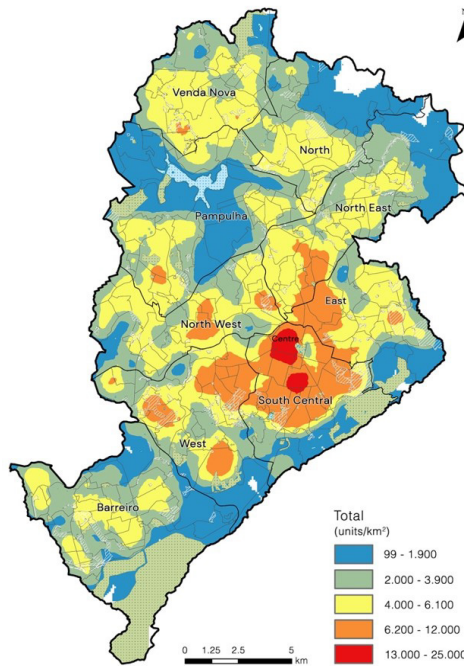 Venda Nova
North
North East
Pampulha
East
North West
Centre
South Central
West
Barreiro
Total
(units/km²)
99 - 1.900
2.000 - 3.900
4.000 - 6.100
6.200 - 12.000
13.000 - 25.000
0 1.25 2.5 5
km